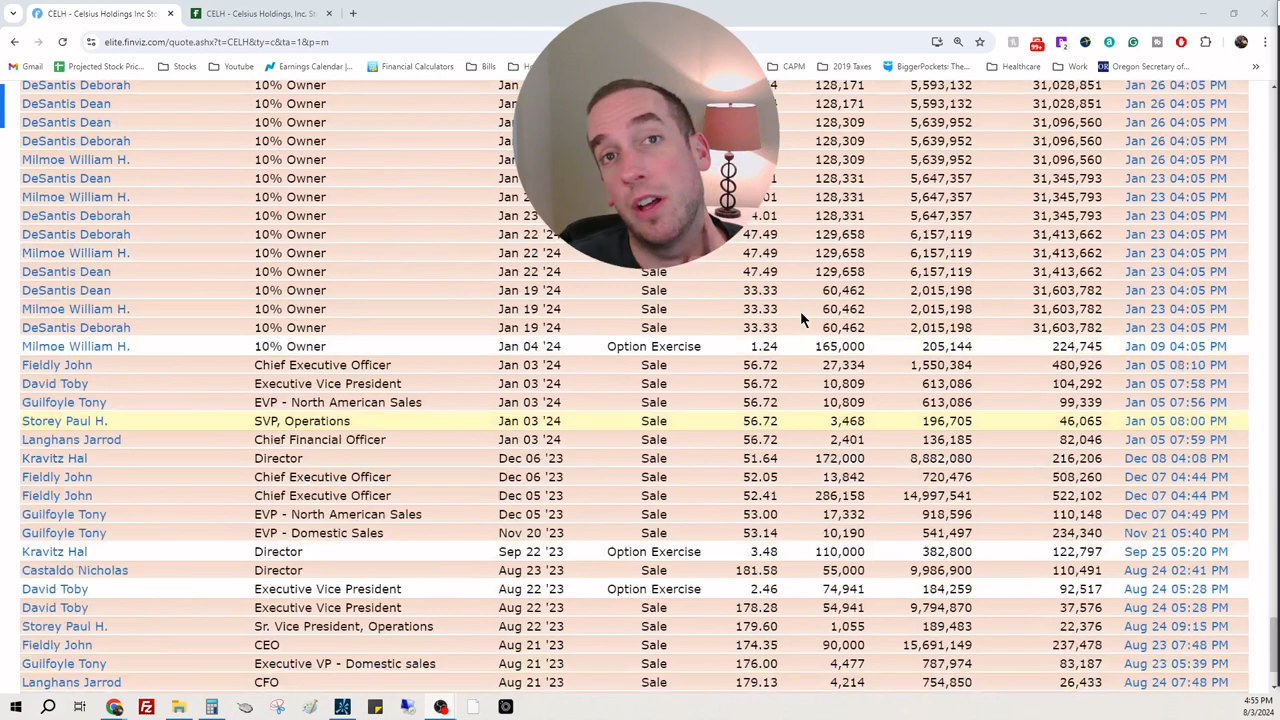 CELH - Celsius Holdings Inc Sto
CELH - Celsius Holdings, Inc. St
elite.finviz.com/quote.ashx?t=CELH&ty=c&ta=1&p=m
99+
2
Gmail
Projected Stock Pric...
Stocks
Youtube
Earnings Calendar |...
Financial Calculators
Bills
CAPM
2019 Taxes
BiggerPockets: The...
Healthcare
Work
Oregon Secretary of...
DeSantis Deborah 10% Owner 128,171 5,593,132 31,028,851 Jan 26 04:05 PM
DeSantis Dean 10% Owner 128,171 5,593,132 31,028,851 Jan 26 04:05 PM
DeSantis Dean 10% Owner 128,309 5,639,952 31,096,560 Jan 26 04:05 PM
DeSantis Deborah 10% Owner 128,309 5,639,952 31,096,560 Jan 26 04:05 PM
Milmoe William H. 10% Owner 128,309 5,639,952 31,096,560 Jan 26 04:05 PM
DeSantis Dean 10% Owner 128,331 5,647,357 31,345,793 Jan 23 04:05 PM
Milmoe William H. 10% Owner Jan 2 128,331 5,647,357 31,345,793 Jan 23 04:05 PM
DeSantis Deborah 10% Owner Jan 23 4.01 128,331 5,647,357 31,345,793 Jan 23 04:05 PM
DeSantis Deborah 10% Owner Jan 22 '24 47.49 129,658 6,157,119 31,413,662 Jan 23 04:05 PM
Milmoe William H. 10% Owner Jan 22 '24 47.49 129,658 6,157,119 31,413,662 Jan 23 04:05 PM
DeSantis Dean 10% Owner Jan 22 '24 Sale 47.49 129,658 6,157,119 31,413,662 Jan 23 04:05 PM
DeSantis Dean 10% Owner Jan 19 '24 Sale 33.33 60,462 2,015,198 31,603,782 Jan 23 04:05 PM
Milmoe William H. 10% Owner Jan 19 '24 Sale 33.33 60,462 2,015,198 31,603,782 Jan 23 04:05 PM
DeSantis Deborah 10% Owner Jan 19 '24 Sale 33.33 60,462 2,015,198 31,603,782 Jan 23 04:05 PM
Milmoe William H. 10% Owner Jan 04 '24 Option Exercise 1.24 165,000 205,144 224,745 Jan 09 04:05 PM
Fieldly John Chief Executive Officer Jan 03 '24 Sale 56.72 27,334 1,550,384 480,926 Jan 05 08:10 PM
David Toby Executive Vice President Jan 03 '24 Sale 56.72 10,809 613,086 104,292 Jan 05 07:58 PM
Guilfoyle Tony EVP - North American Sales Jan 03 '24 Sale 56.72 10,809 613,086 99,339 Jan 05 07:56 PM
Storey Paul H. SVP, Operations Jan 03 '24 Sale 56.72 3,468 196,705 46,065 Jan 05 08:00 PM
Langhans Jarrod Chief Financial Officer Jan 03 '24 Sale 56.72 2,401 136,185 82,046 Jan 05 07:59 PM
Kravitz Hal Director Dec 06 '23 Sale 51.64 172,000 8,882,080 216,206 Dec 08 04:08 PM
Fieldly John Chief Executive Officer Dec 06 '23 Sale 52.05 13,842 720,476 508,260 Dec 07 04:44 PM
Fieldly John Chief Executive Officer Dec 05 '23 Sale 52.41 286,158 14,997,541 522,102 Dec 07 04:44 PM
Guilfoyle Tony EVP - North American Sales Dec 05 '23 Sale 53.00 17,332 918,596 110,148 Dec 07 04:49 PM
Guilfoyle Tony EVP - Domestic Sales Nov 20 '23 Sale 53.14 10,190 541,497 234,340 Nov 21 05:40 PM
Kravitz Hal Director Sep 22 '23 Option Exercise 3.48 110,000 382,800 122,797 Sep 25 05:20 PM
Castaldo Nicholas Director Aug 23 '23 Sale 181.58 55,000 9,986,900 110,491 Aug 24 02:41 PM
David Toby Executive Vice President Aug 22 '23 Option Exercise 2.46 74,941 184,259 92,517 Aug 24 05:28 PM
David Toby Executive Vice President Aug 22 '23 Sale 178.28 54,941 9,794,870 37,576 Aug 24 05:28 PM
Storey Paul H. Sr. Vice President, Operations Aug 22 '23 Sale 179.60 1,055 189,483 22,376 Aug 24 09:15 PM
Fieldly John CEO Aug 21 '23 Sale 174.35 90,000 15,691,149 237,478 Aug 23 07:48 PM
Guilfoyle Tony Executive VP - Domestic sales Aug 21 '23 Sale 176.00 4,477 787,974 83,187 Aug 23 05:39 PM
Langhans Jarrod CFO Aug 21 '23 Sale 179.13 4,214 754,850 26,433 Aug 24 07:48 PM
4:55 PM
8/3/2024